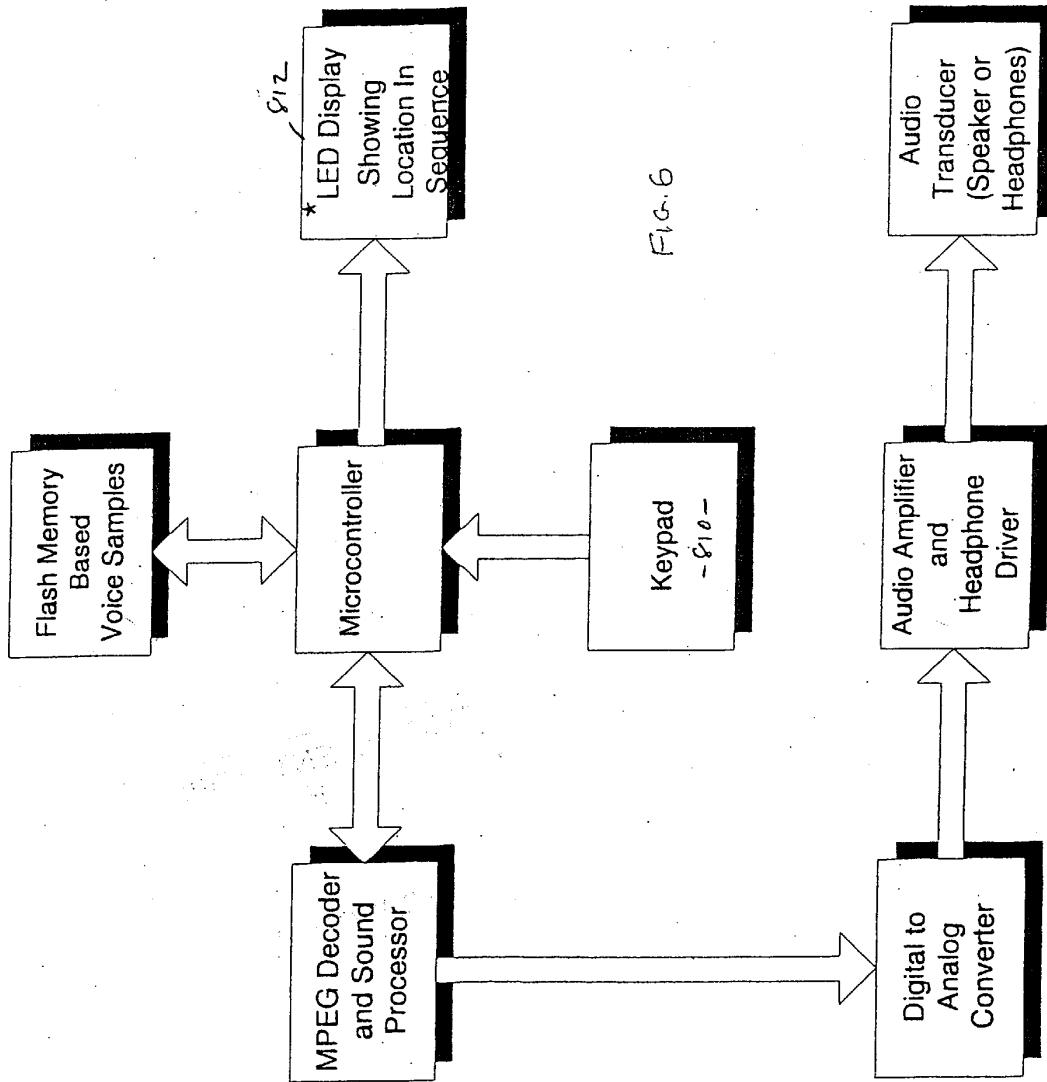 Flash Memory
Based
Voice Samples
MPEG Decoder
and Sound
Processor
Microcontroller
812
* LED Display
Showing
Location In
Sequence
Keypad
-810-
FIG.6
Digital to
Analog
Converter
Audio Amplifier
and
Headphone
Driver
Audio
Transducer
(Speaker or
Headphones)